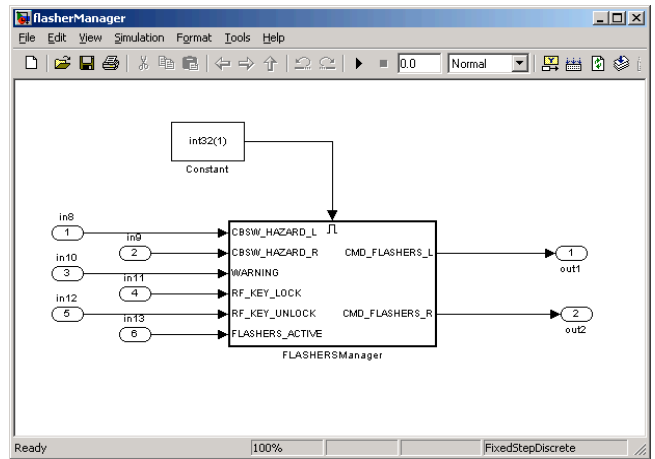 flasherManager
File Edit View Simulation Format Tools Help
0.0 Normal
int32(1)
Constant
in8
1
in9
2
in10
3
in11
4
in12
5
in13
6
CBSW_HAZARD_L
CBSW_HAZARD_R
WARNING
RF_KEY_LOCK
RF_KEY_UNLOCK
FLASHERS_ACTIVE
CMD_FLASHERS_L
CMD_FLASHERS_R
FLASHERSManager
1
out1
2
out2
Ready 100% FixedStepDiscrete